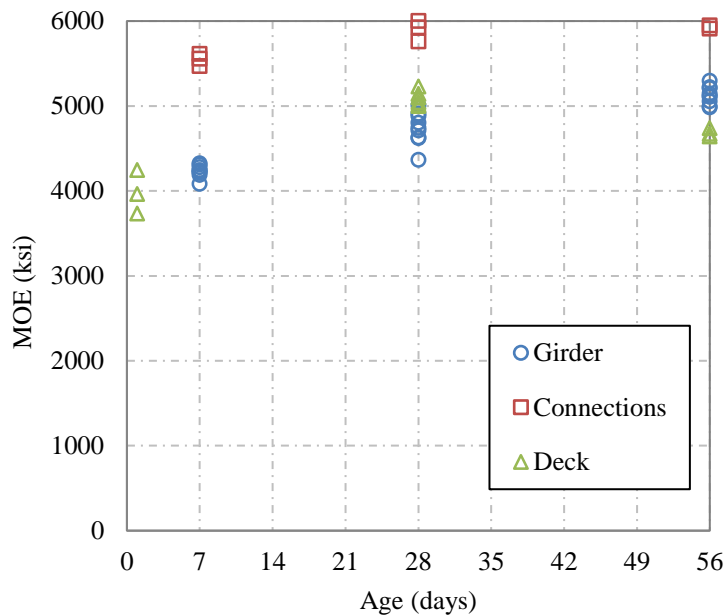 6000
5000
4000
3000
2000
1000
0
MOE (ksi)
Girder
Connections
Deck
0 7 14 21 28 35 42 49 56
Age (days)